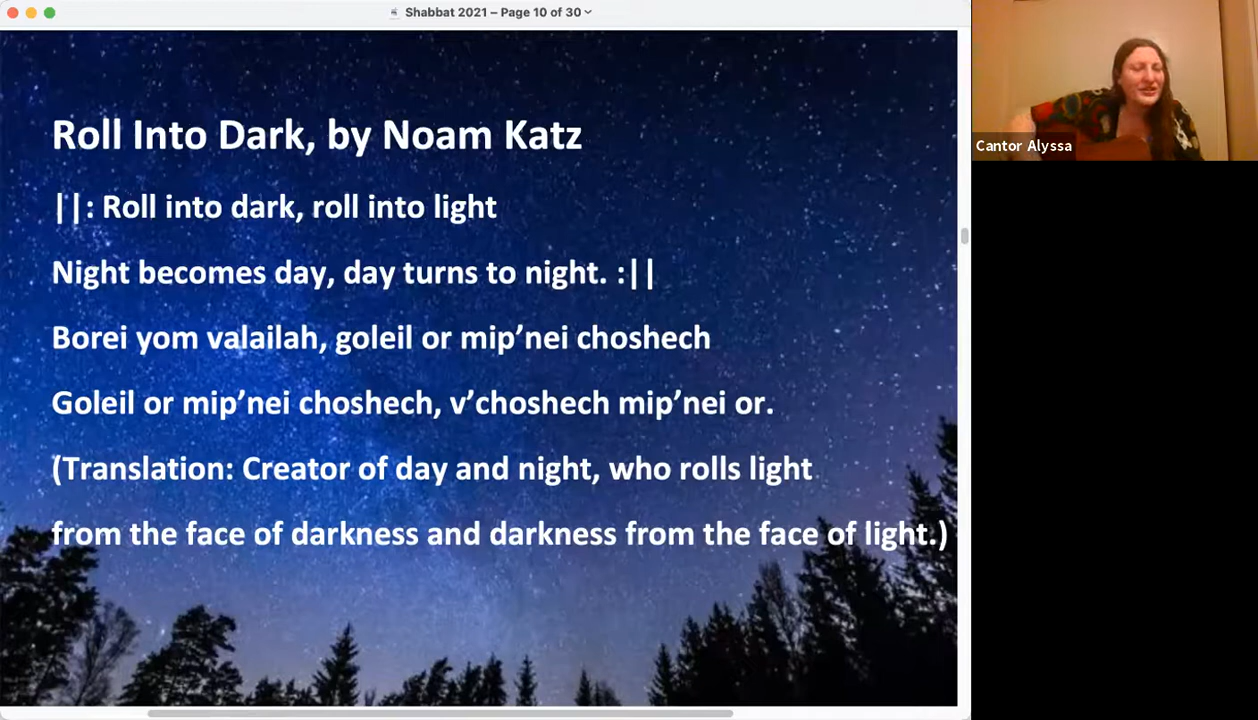 Shabbat 2021 – Page 10 of 30
Roll Into Dark, by Noam Katz
||: Roll into dark, roll into light
Night becomes day, day turns to night. :||
Borei yom valailah, goleil or mip’nei choshech
Goleil or mip’nei choshech, v’choshech mip’nei or.
(Translation: Creator of day and night, who rolls light
from the face of darkness and darkness from the face of light.)
Cantor Alyssa